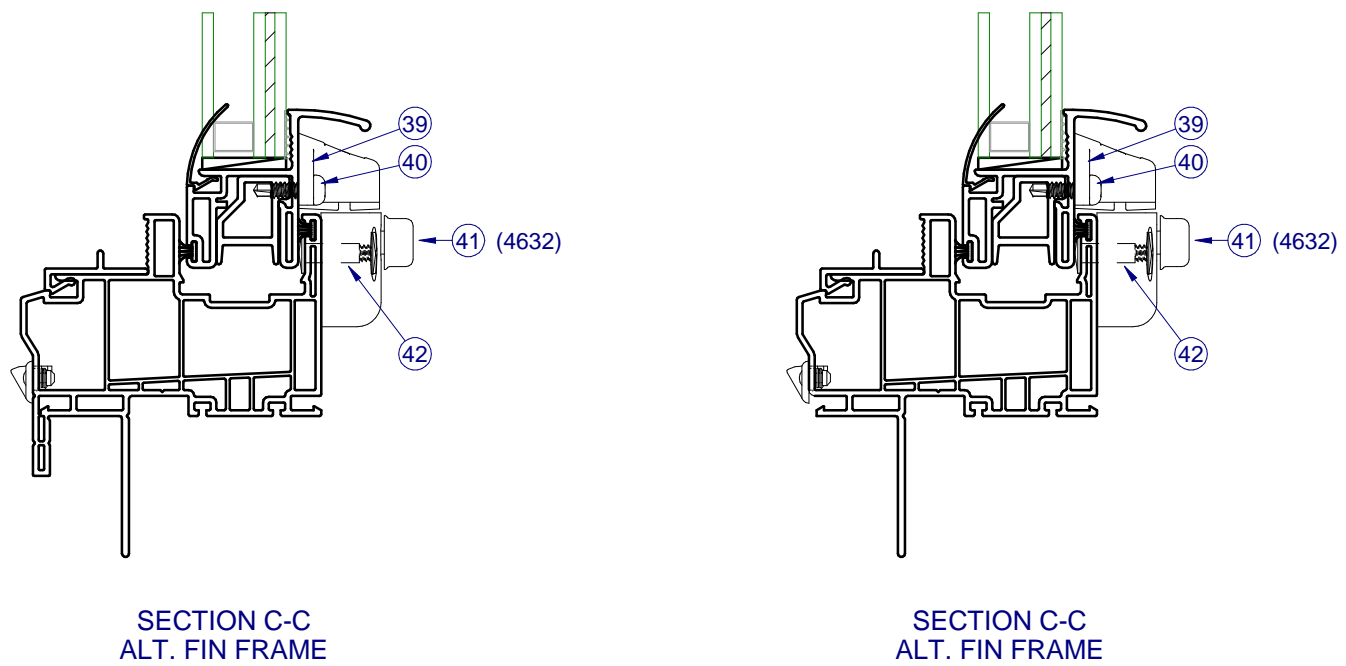 39
40
41 (4632)
42
SECTION C-C
ALT. FIN FRAME
39
40
41 (4632)
42
SECTION C-C
ALT. FIN FRAME